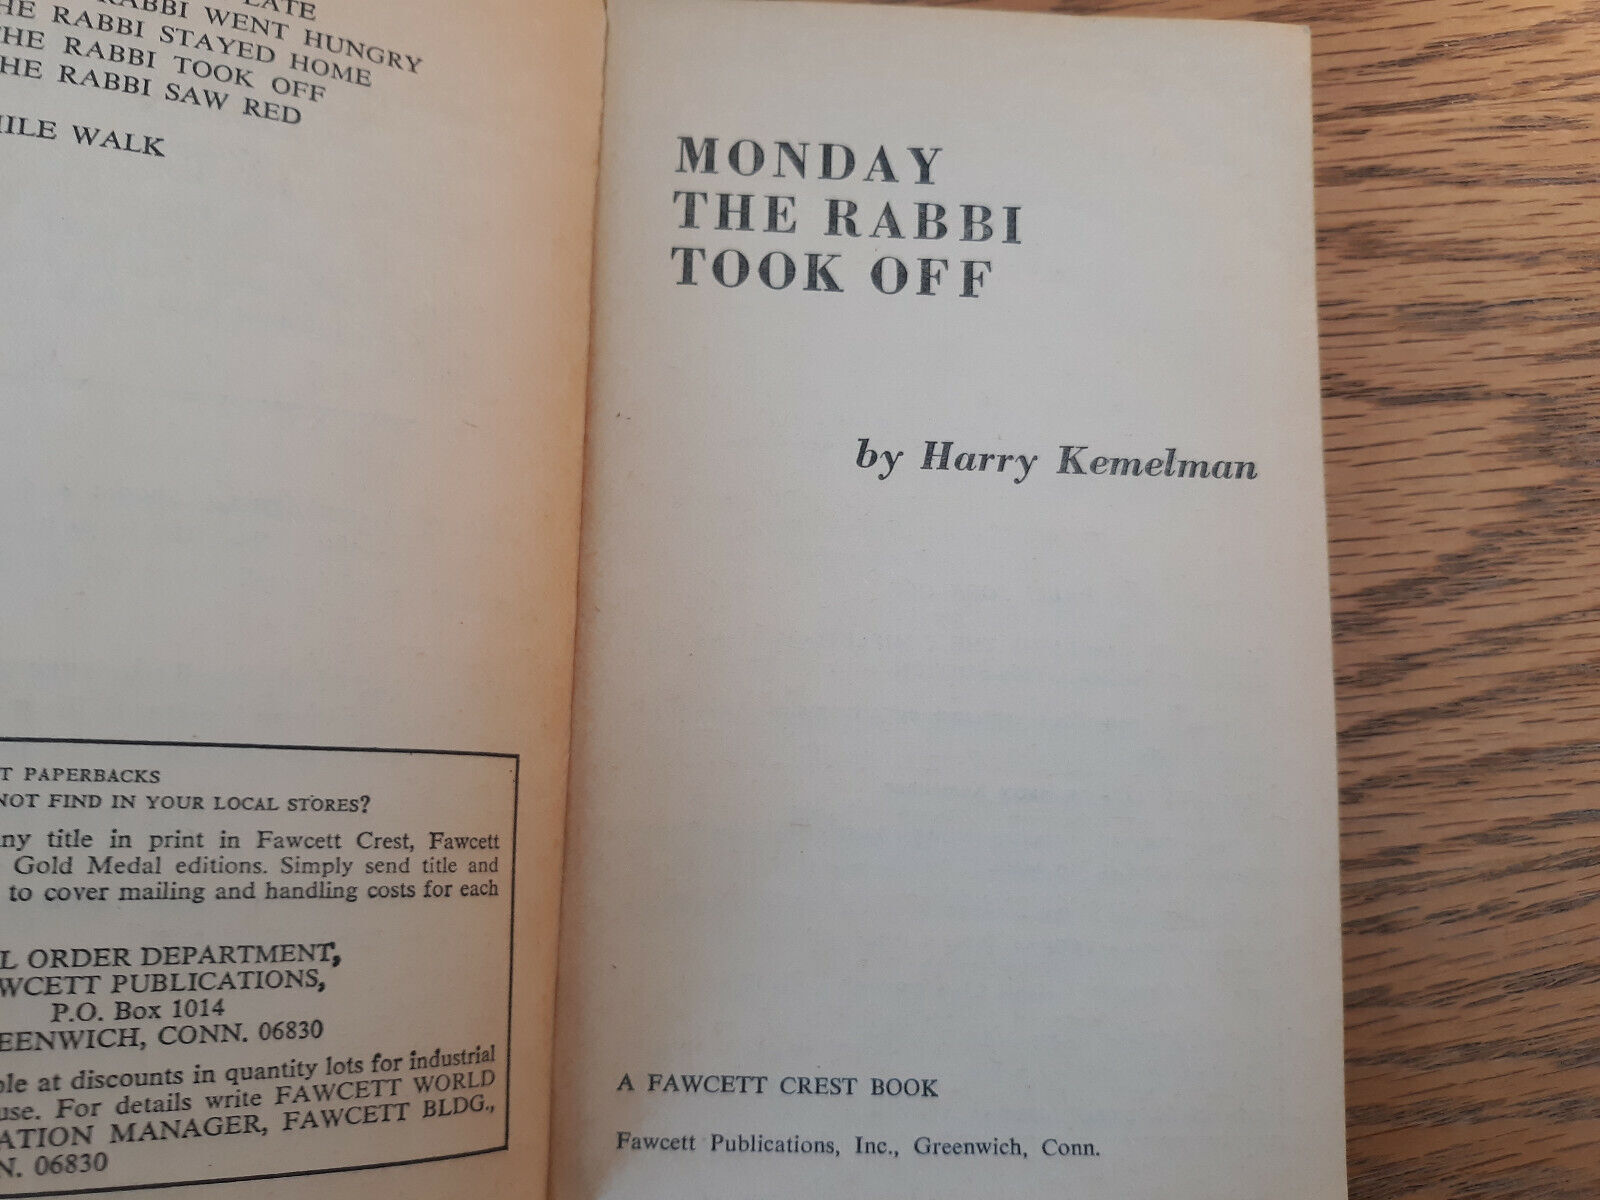 LATE
RABBI WENT HUNGRY
HE RABBI STAYED HOME
THE RABBI TOOK OFF
HE RABBI SAW RED
MILE WALK
T PAPERBACKS
NOT FIND IN YOUR LOCAL STORES?
ny title in print in Fawcett Crest, Fawcett
Gold Medal editions. Simply send title and
to cover mailing and handling costs for each
L ORDER DEPARTMENT,
WCETT PUBLICATIONS,
P.O. Box 1014
EENWICH, CONN. 06830
ble at discounts in quantity lots for industrial
use. For details write FAWCETT WORLD
ATION MANAGER, FAWCETT BLDG.,
N. 06830
MONDAY
THE RABBI
TOOK OFF
by Harry Kemelman
A FAWCETT CREST BOOK
Fawcett Publications, Inc., Greenwich, Conn.